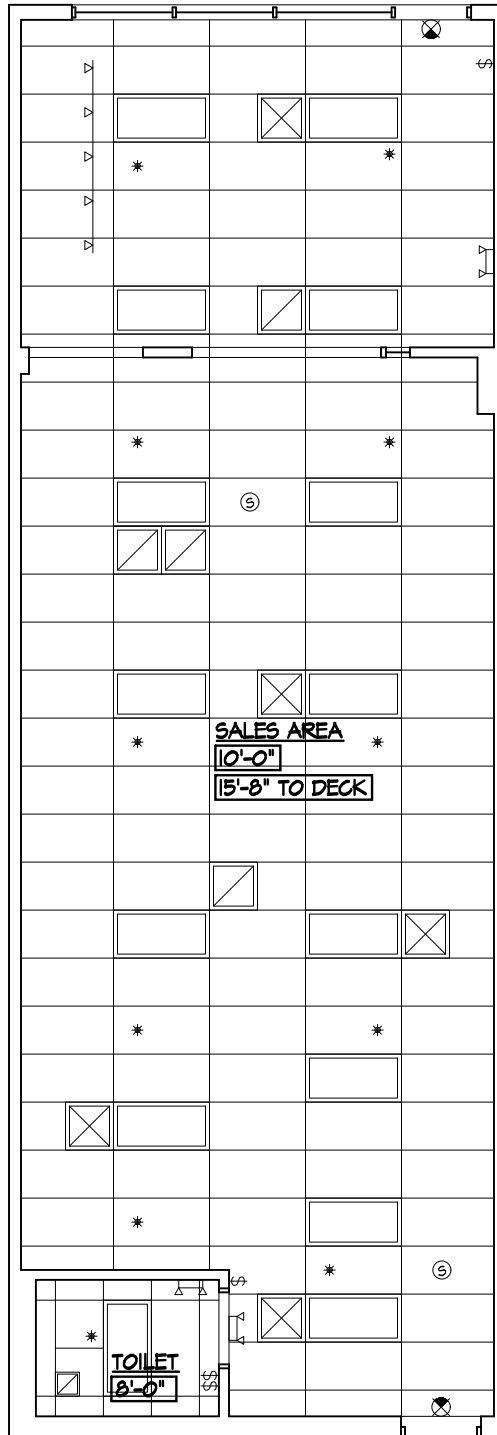 $
S
SALES AREA
10'-0"
15'-8" TO DECK
S
$
TOILET
8'-0"
$$